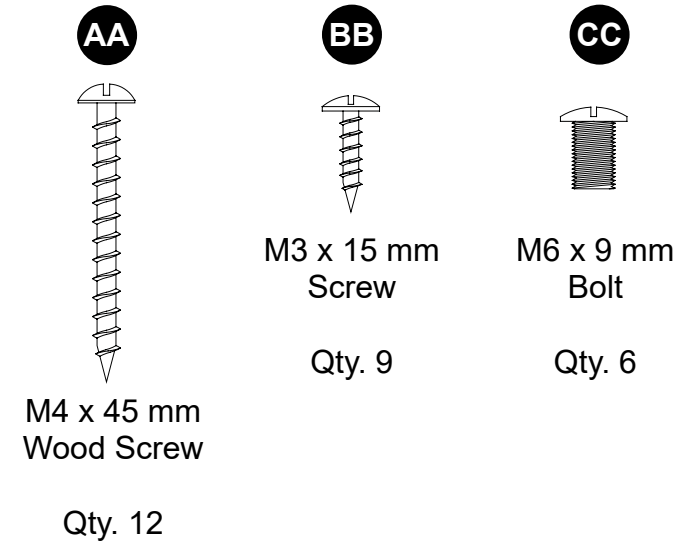 AA
M4 x 45 mm
Wood Screw
Qty. 12
BB
M3 x 15 mm
Screw
Qty. 9
CC
M6 x 9 mm
Bolt
Qty. 6